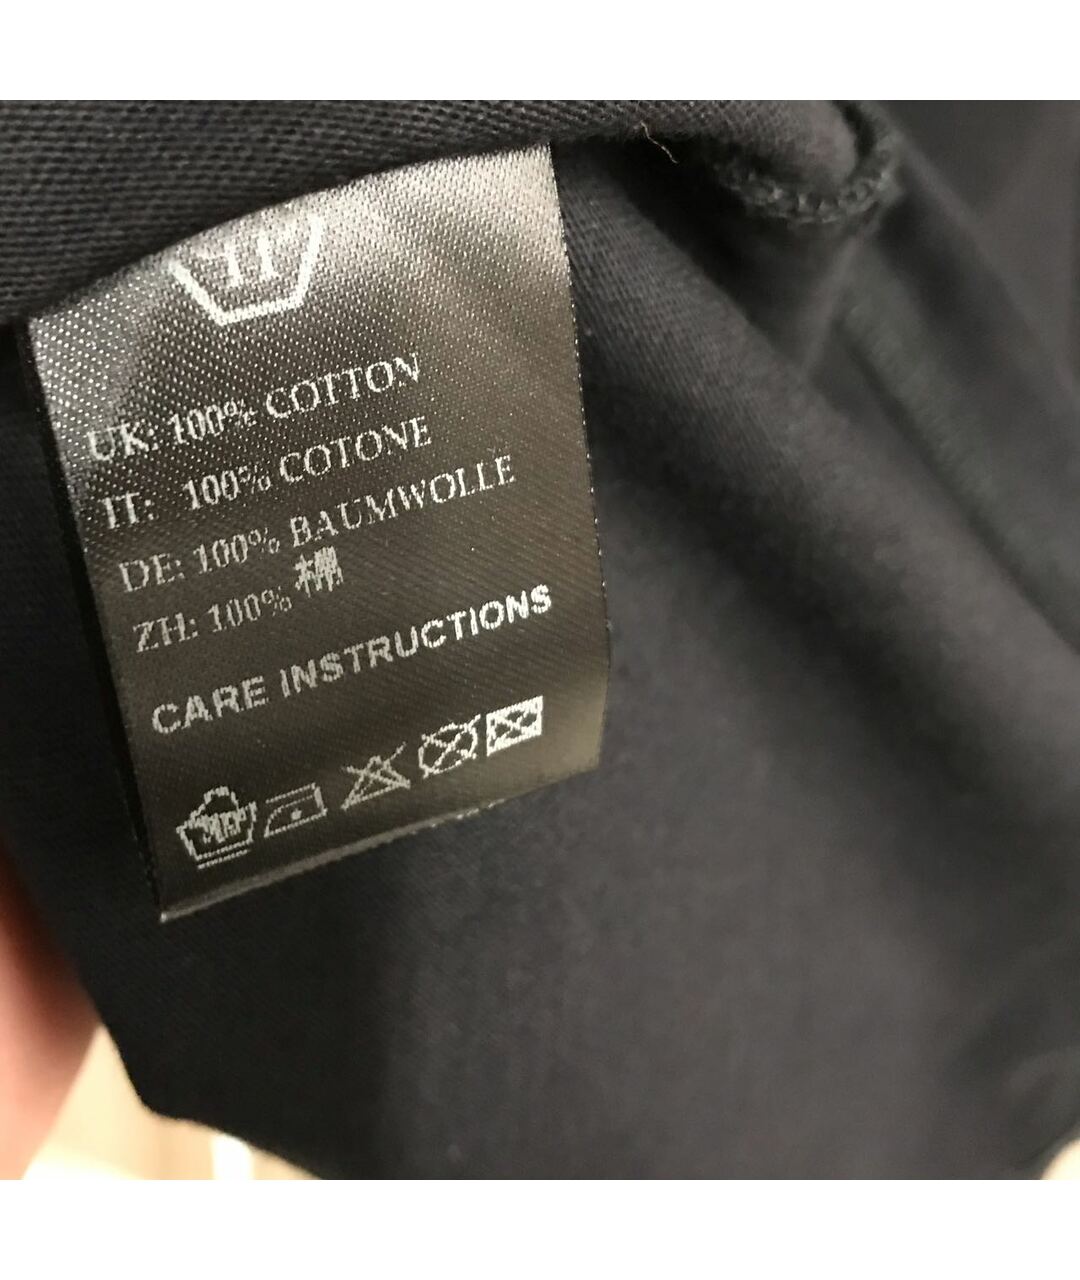 UK: 100% COTTON
IT: 100% COTONE
DE: 100% BAUMWOLLE
ZH: 100% 棉
CARE INSTRUCTIONS